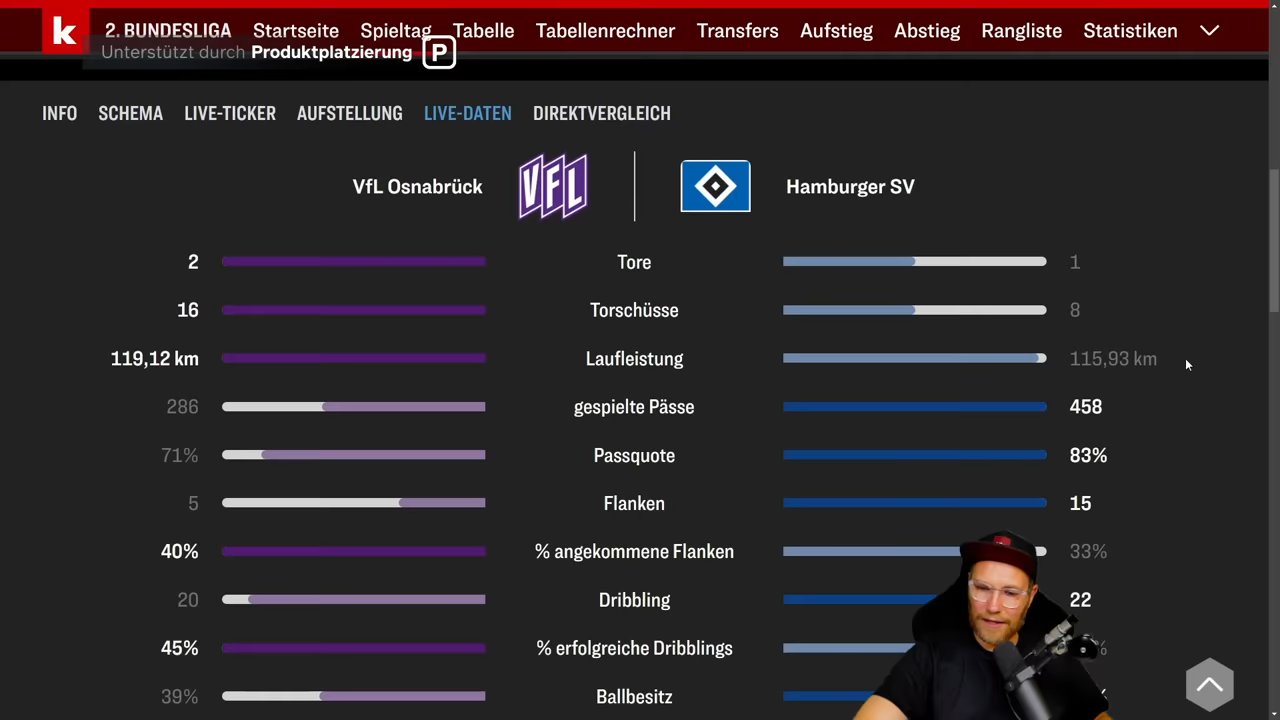 k 2. BUNDESLIGA Startseite Spieltag Tabelle Tabellenrechner Transfers Aufstieg Abstieg Rangliste Statistiken
Unterstützt durch Produktplatzierung P
INFO SCHEMA LIVE-TICKER AUFSTELLUNG LIVE-DATEN DIREKTVERGLEICH
VfL Osnabrück VFL Hamburger SV
2 Tore 1
16 Torschüsse 8
119,12 km Laufleistung 115,93 km
286 gespielte Pässe 458
71% Passquote 83%
5 Flanken 15
40% % angekommene Flanken 33%
20 Dribbling 22
45% % erfolgreiche Dribblings
39% Ballbesitz